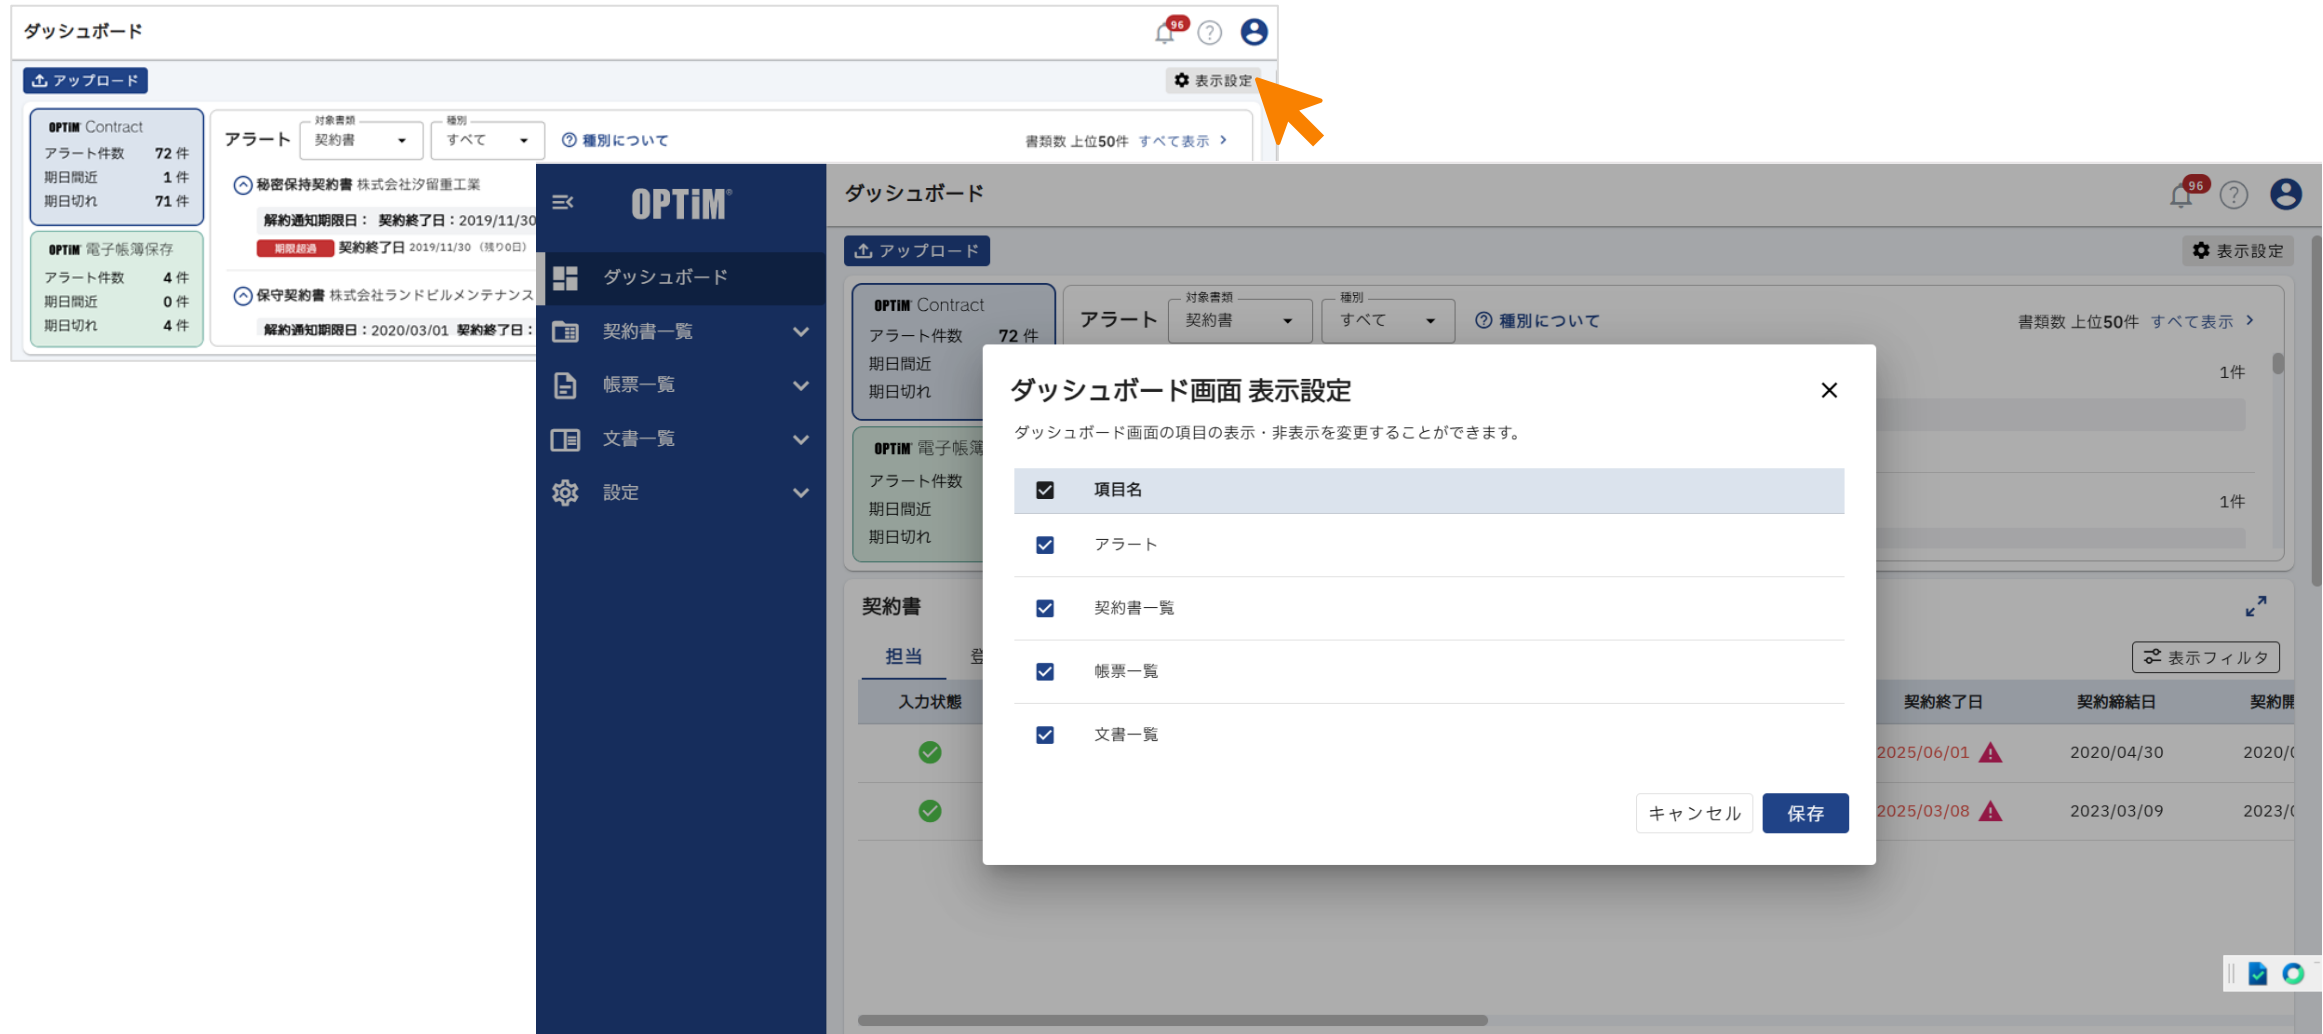 ダッシュボード
96
?
アップロード
表示設定
OPTiM Contract
アラート件数 72 件
期日間近 1 件
期日切れ 71 件
OPTiM 電子帳簿保存
アラート件数 4 件
期日間近 0 件
期日切れ 4 件
アラート
対象書類
契約書
種別
すべて
? 種別について
書類数 上位50件 すべて表示
秘密保持契約書 株式会社汐留重工業
解約通知期限日： 契約終了日：2019/11/30
期限超過 契約終了日 2019/11/30 （残り0日）
保守契約書 株式会社ランドビルメンテナンス
解約通知期限日：2020/03/01 契約終了日：
OPTiM
ダッシュボード
契約書一覧
帳票一覧
文書一覧
設定
ダッシュボード
96
?
アップロード
表示設定
OPTiM Contract
アラート件数 72 件
期日間近
期日切れ
OPTiM 電子帳簿
アラート件数
期日間近
期日切れ
アラート
対象書類
契約書
種別
すべて
? 種別について
書類数 上位50件 すべて表示
1件
1件
ダッシュボード画面 表示設定
ダッシュボード画面の項目の表示・非表示を変更することができます。
項目名
アラート
契約書一覧
帳票一覧
文書一覧
キャンセル
保存
契約書
担当 登
表示フィルタ
入力状態 契約終了日 契約締結日 契約開
2025/06/01 2020/04/30 2020/0
2025/03/08 2023/03/09 2023/0